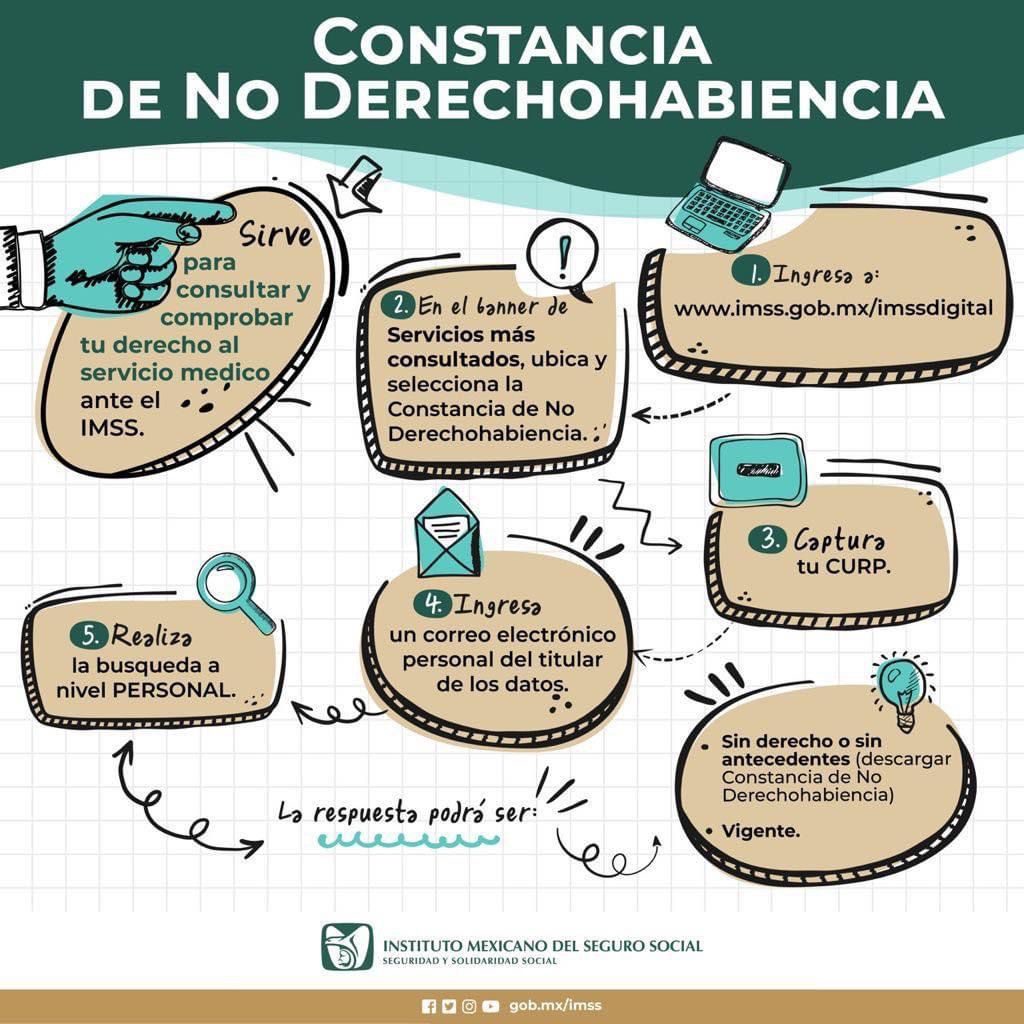 CONSTANCIA
DE NO DERECHOHABIENCIA
Sirve
para
consultar y
comprobar
tu derecho al
servicio medico
ante el
IMSS.
1. Ingresa a:
www.imss.gob.mx/imssdigital
2. En el banner de
Servicios más
consultados, ubica y
selecciona la
Constancia de No
Derechohabiencia.
3. Captura
tu CURP.
4. Ingresa
un correo electrónico
personal del titular
de los datos.
5. Realiza
la busqueda a
nivel PERSONAL.
La respuesta podrá ser:
• Sin derecho o sin
antecedentes (descargar
Constancia de No
Derechohabiencia)
• Vigente.
INSTITUTO MEXICANO DEL SEGURO SOCIAL
SEGURIDAD Y SOLIDARIDAD SOCIAL
gob.mx/imss